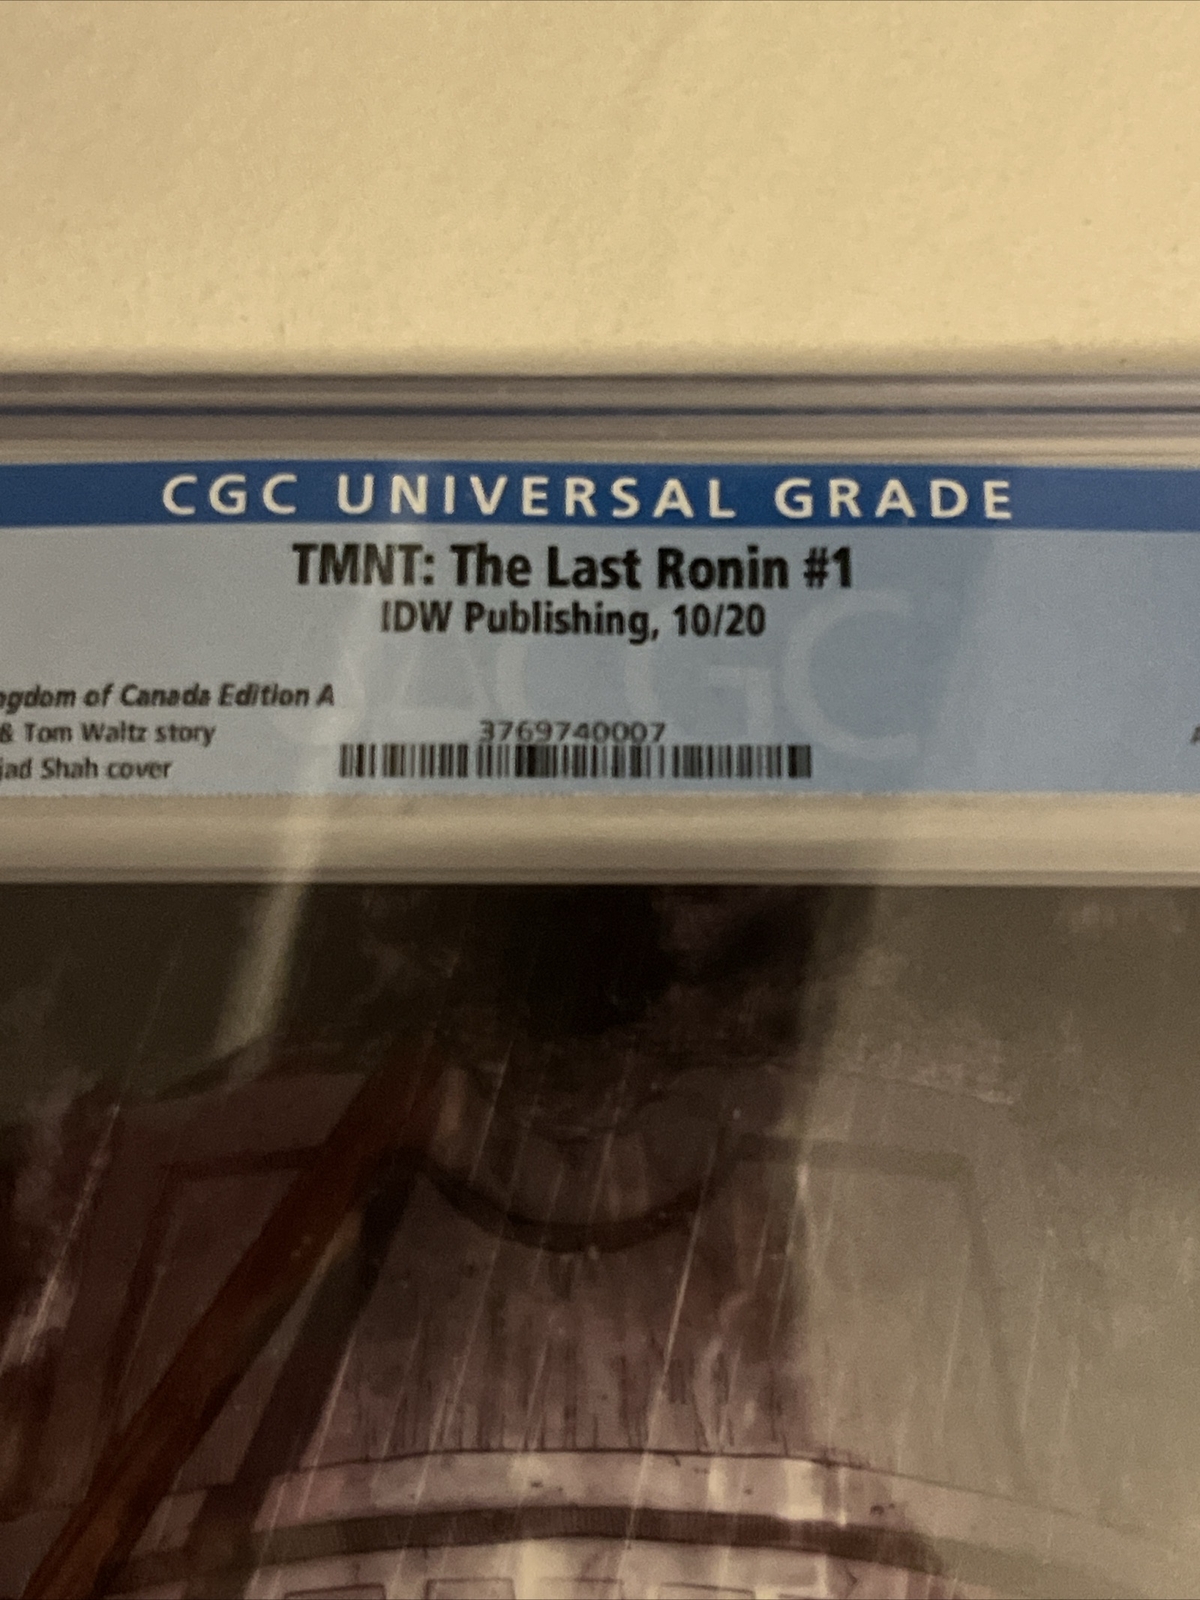 CGC UNIVERSAL GRADE
TMNT: The Last Ronin #1
IDW Publishing, 10/20
ngdom of Canada Edition A
& Tom Waltz story
jad Shah cover
3769740007
CGC